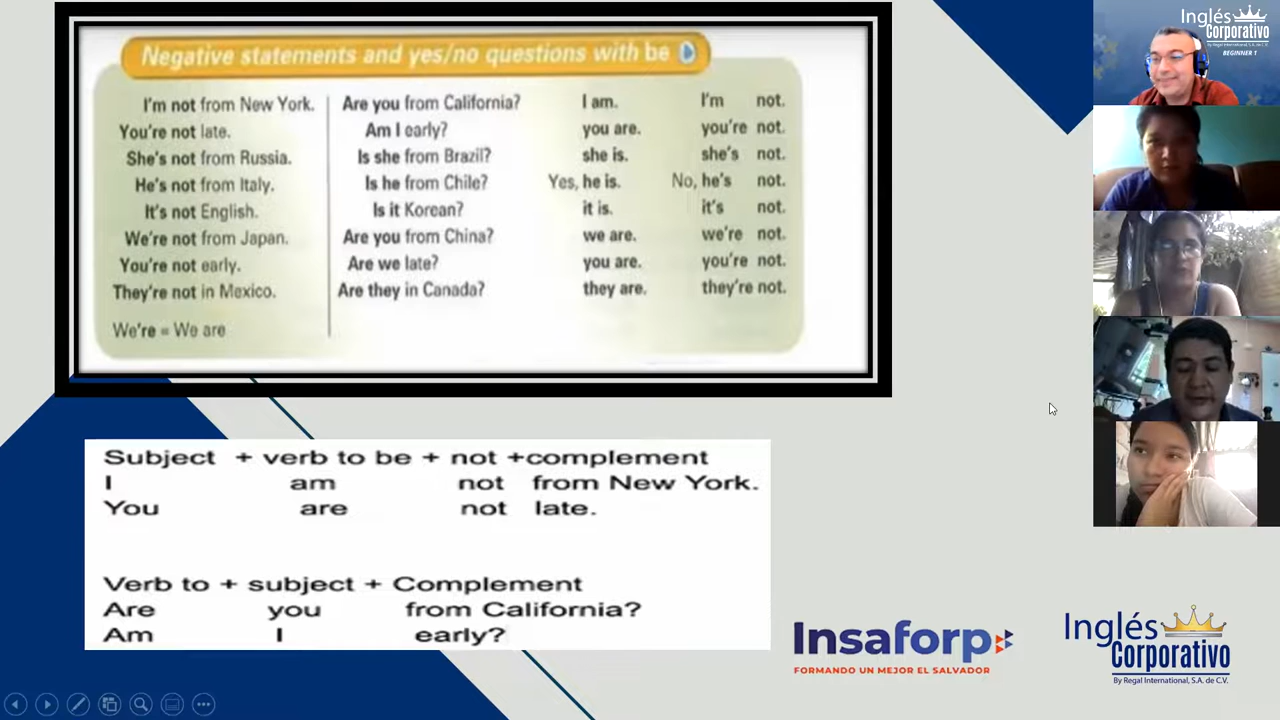 Negative statements and yes/no questions with be
I'm not from New York. Are you from California? I am. I'm not.
You're not late. Am I early? you are. you're not.
She's not from Russia. Is she from Brazil? she is. she's not.
He's not from Italy. Is he from Chile? Yes, he is. No, he's not.
It's not English. Is it Korean? it is. it's not.
We're not from Japan. Are you from China? we are. we're not.
You're not early. Are we late? you are. you're not.
They're not in Mexico. Are they in Canada? they are. they're not.
We're = We are
Subject + verb to be + not +complement
I am not from New York.
You are not late.
Verb to + subject + Complement
Are you from California?
Am I early?
Insaforp
FORMANDO UN MEJOR EL SALVADOR
Inglés
Corporativo
By Regal International, S.A. de C.V.
Inglés
Corporativo
By Regal International, S.A. de C.V.
BEGINNER 1